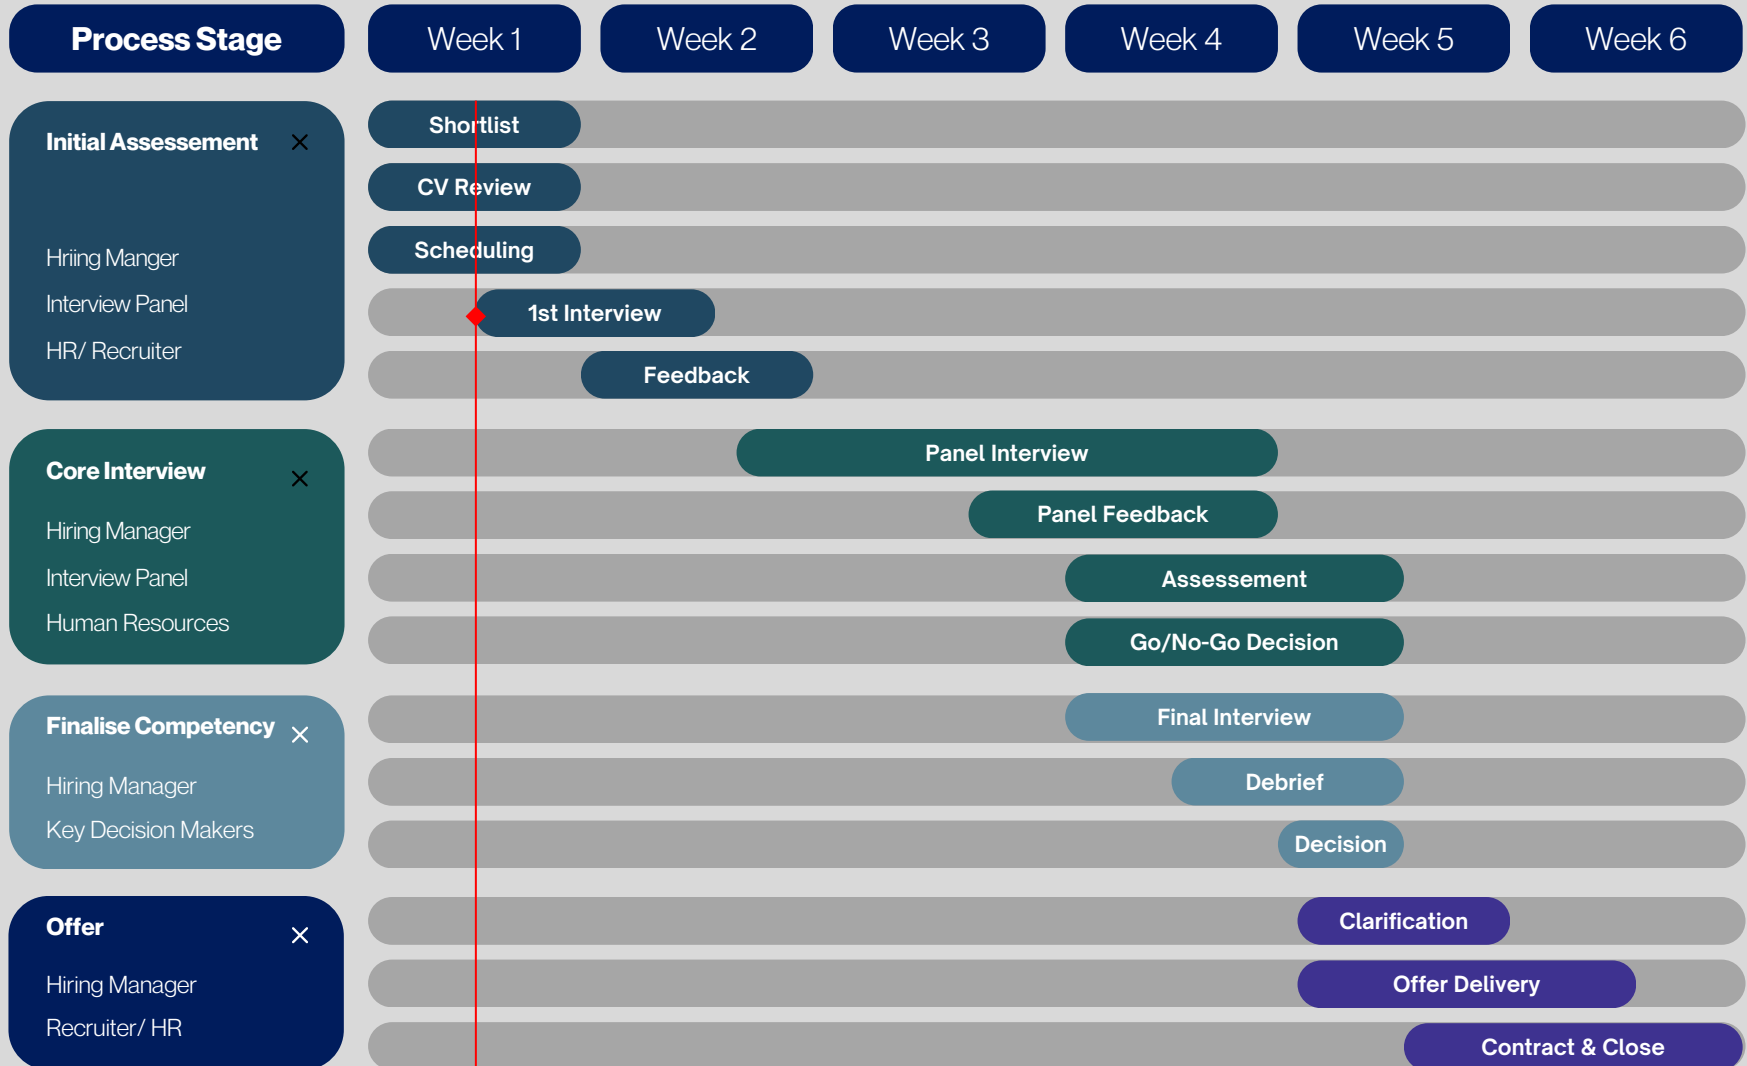 Process Stage
Week 1
Week 2
Week 3
Week 4
Week 5
Week 6
Initial Assessement
Hriing Manger
Interview Panel
HR/ Recruiter
Shortlist
CV Review
Scheduling
1st Interview
Feedback
Core Interview
Hiring Manager
Interview Panel
Human Resources
Panel Interview
Panel Feedback
Assessement
Go/No-Go Decision
Finalise Competency
Hiring Manager
Key Decision Makers
Final Interview
Debrief
Decision
Offer
Hiring Manager
Recruiter/ HR
Clarification
Offer Delivery
Contract & Close